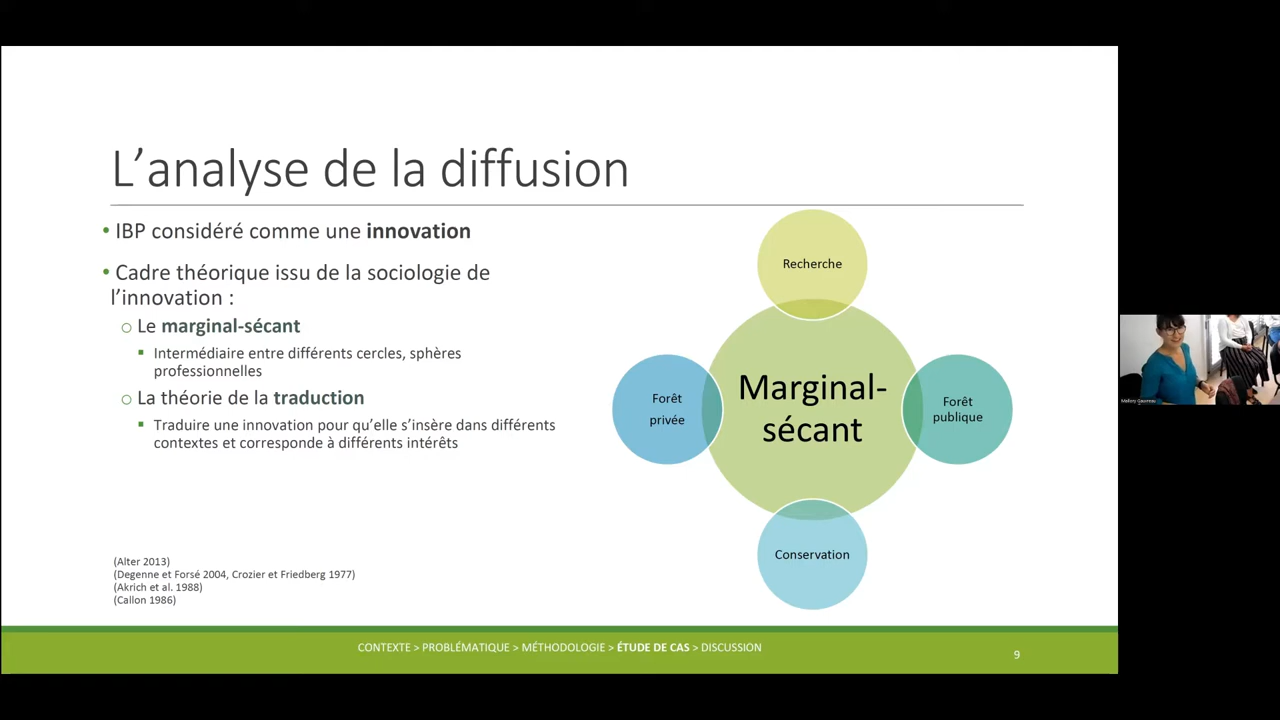 L’analyse de la diffusion
• IBP considéré comme une innovation
• Cadre théorique issu de la sociologie de
l’innovation :
o Le marginal-sécant
▪ Intermédiaire entre différents cercles, sphères
professionnelles
o La théorie de la traduction
▪ Traduire une innovation pour qu’elle s’insère dans différents
contextes et corresponde à différents intérêts
(Alter 2013)
(Degenne et Forsé 2004, Crozier et Friedberg 1977)
(Akrich et al. 1988)
(Callon 1986)
Recherche
Forêt
privée
Marginal-
sécant
Forêt
publique
Conservation
CONTEXTE > PROBLÉMATIQUE > MÉTHODOLOGIE > ÉTUDE DE CAS > DISCUSSION
9